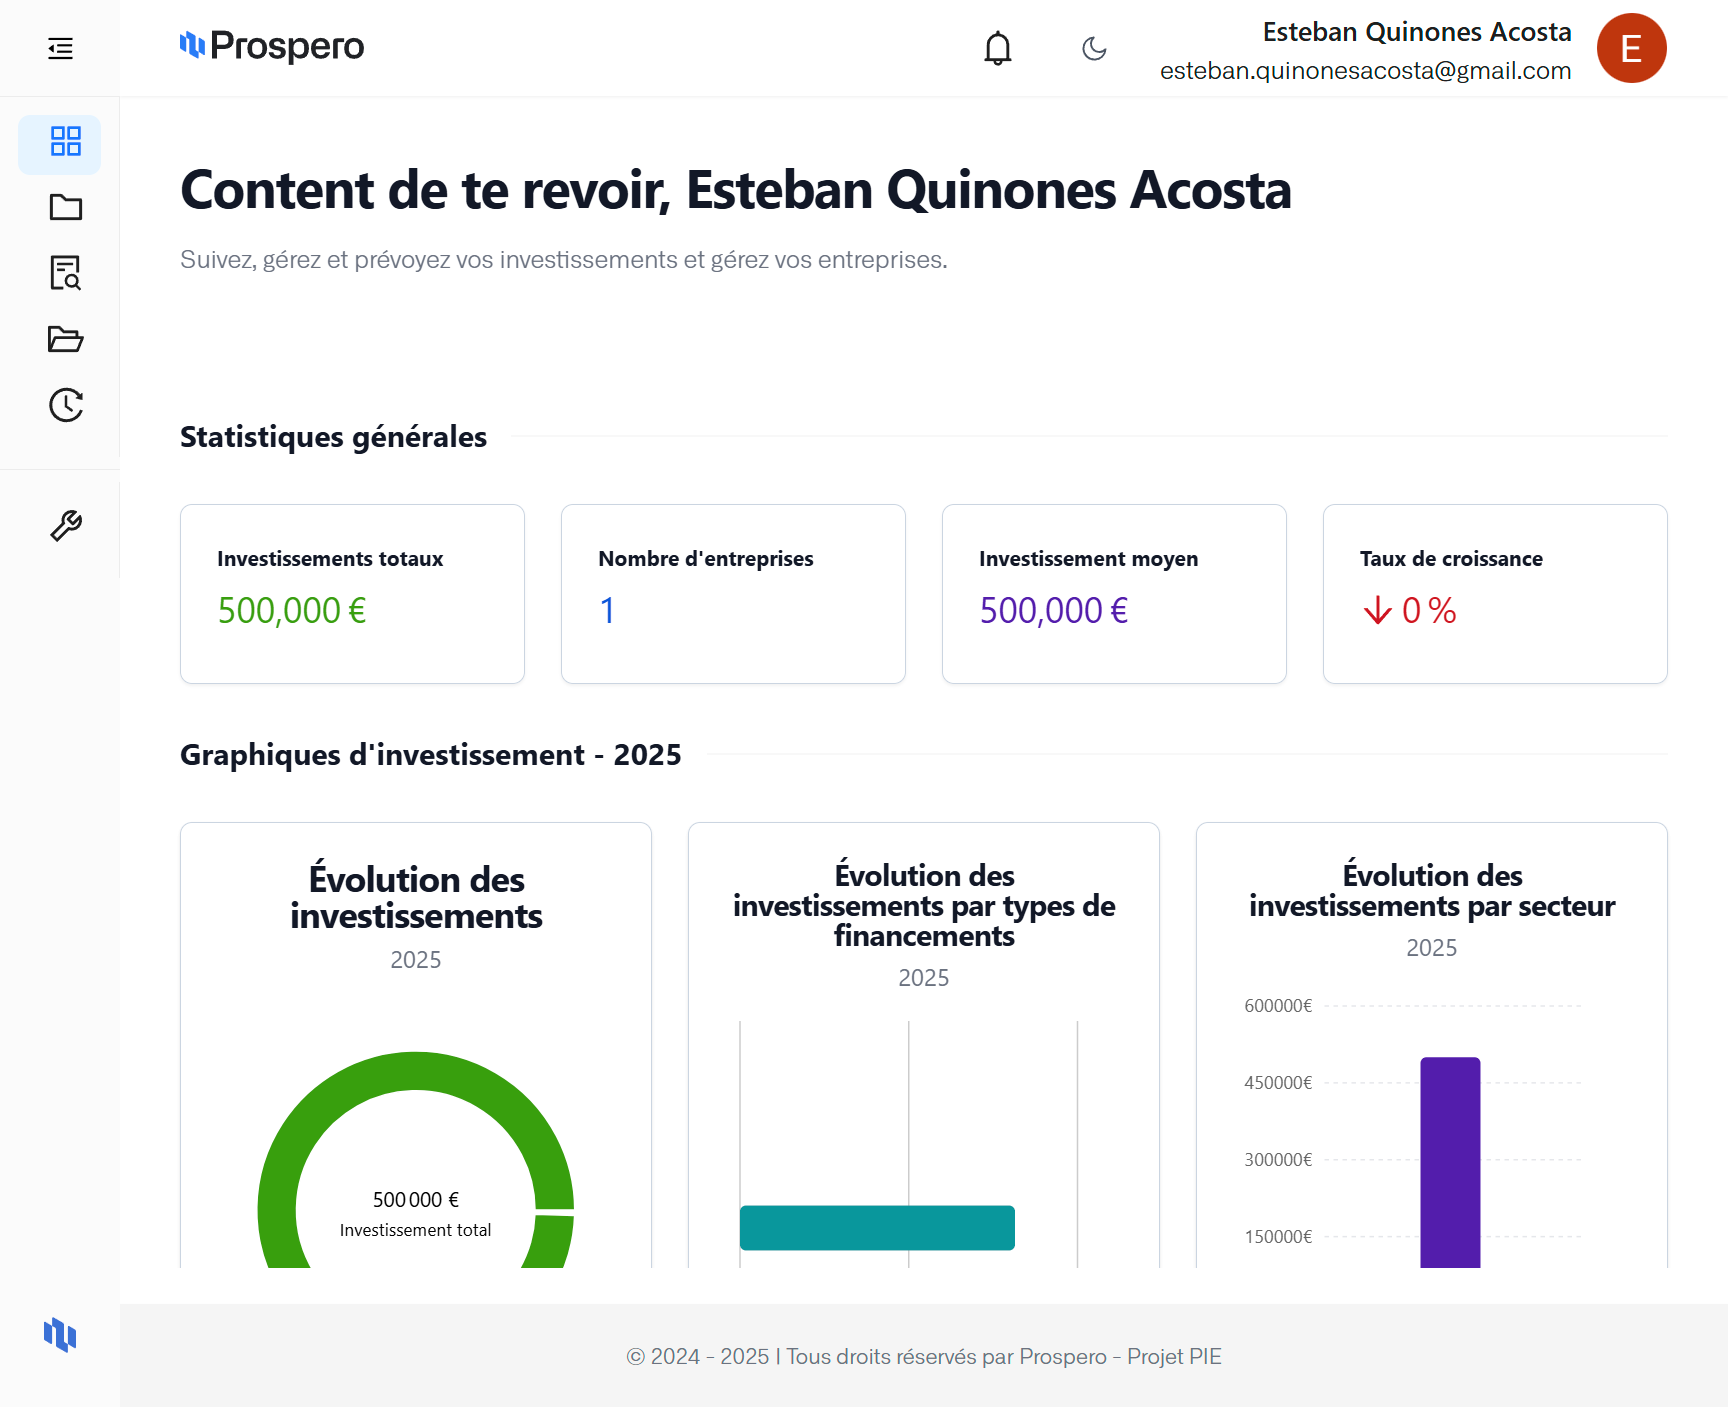 Prospero
Esteban Quinones Acosta
esteban.quinonesacosta@gmail.com
E
Content de te revoir, Esteban Quinones Acosta
Suivez, gérez et prévoyez vos investissements et gérez vos entreprises.
Statistiques générales
Investissements totaux
500,000 €
Nombre d'entreprises
1
Investissement moyen
500,000 €
Taux de croissance
0 %
Graphiques d'investissement - 2025
Évolution des
investissements
2025
500 000 €
Investissement total
Évolution des
investissements par types de
financements
2025
Évolution des
investissements par secteur
2025
600000€
450000€
300000€
150000€
© 2024 - 2025 | Tous droits réservés par Prospero - Projet PIE